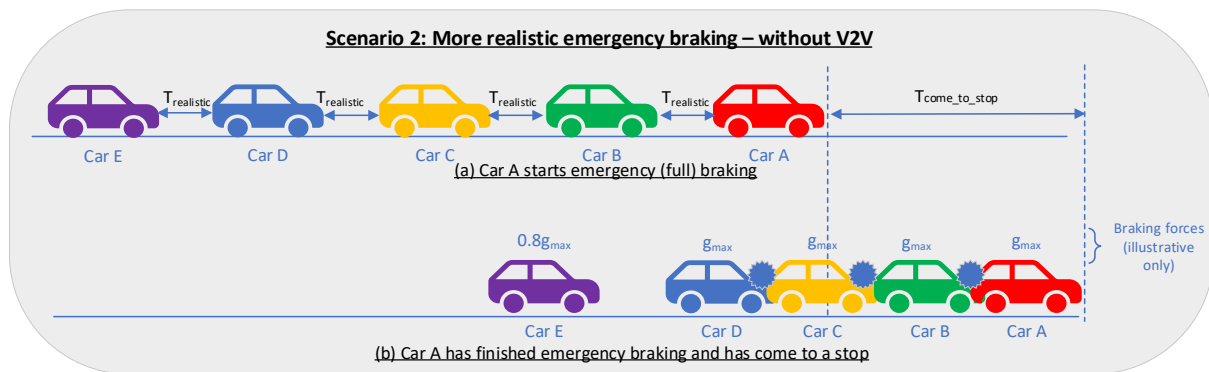 Scenario 2: More realistic emergency braking – without V2V
Trealistic Trealistic Trealistic Trealistic Tcome_to_stop
Car E Car D Car C Car B Car A
(a) Car A starts emergency (full) braking
0.8gmax gmax gmax gmax gmax
Braking forces
(illustrative
only)
Car E Car D Car C Car B Car A
(b) Car A has finished emergency braking and has come to a stop